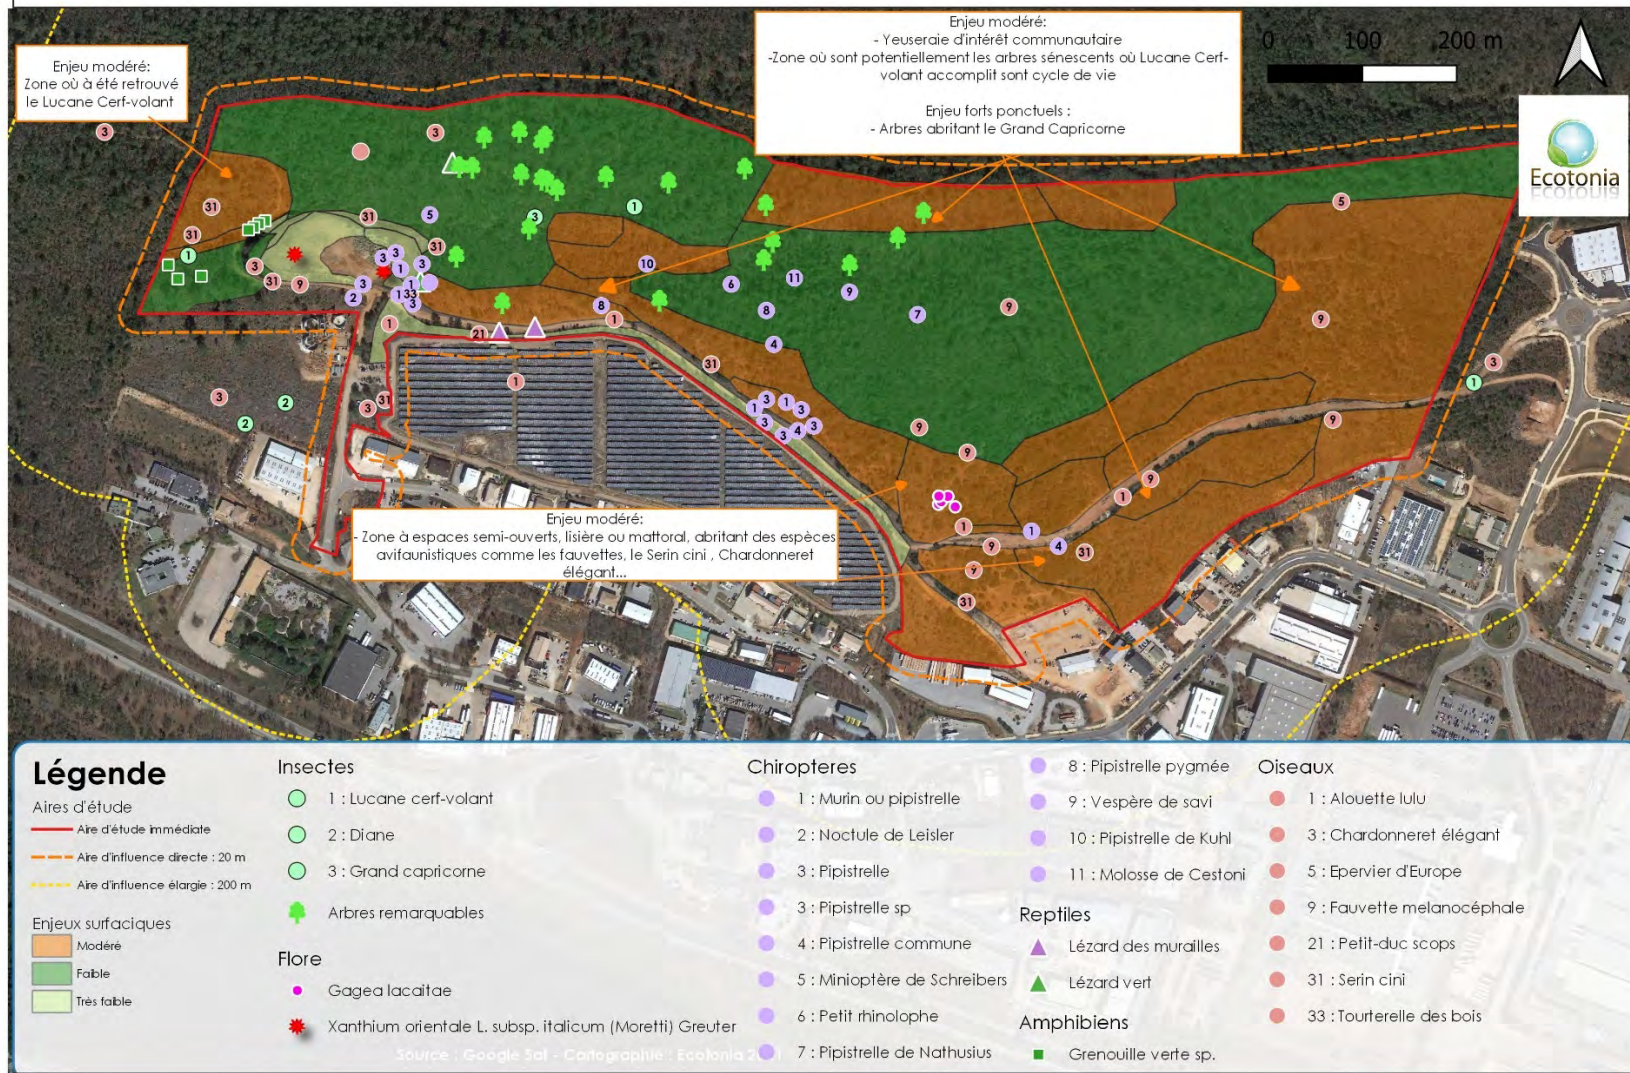 Enjeu modéré:
Zone où à été retrouvé
le Lucane Cerf-volant
Enjeu modéré:
- Yeuseraie d'intérêt communautaire
-Zone où sont potentiellement les arbres sénescents où Lucane Cerf-
volant accomplit sont cycle de vie
Enjeu forts ponctuels :
- Arbres abritant le Grand Capricorne
0 100 200 m
Ecotonia
Enjeu modéré:
- Zone à espaces semi-ouverts, lisière ou mattoral, abritant des espèces
avifaunistiques comme les fauvettes, le Serin cini , Chardonneret
élégant...
Légende
Aires d'étude
Aire d'étude immédiate
Aire d'influence directe : 20 m
Aire d'influence élargie : 200 m
Enjeux surfaciques
Modéré
Faible
Très faible
Insectes
1 : Lucane cerf-volant
2 : Diane
3 : Grand capricorne
Arbres remarquables
Flore
Gagea lacaitae
Xanthium orientale L. subsp. italicum (Moretti) Greuter
Chiropteres
1 : Murin ou pipistrelle
2 : Noctule de Leisler
3 : Pipistrelle
3 : Pipistrelle sp
4 : Pipistrelle commune
5 : Minioptère de Schreibers
6 : Petit rhinolophe
7 : Pipistrelle de Nathusius
8 : Pipistrelle pygmée
9 : Vespère de savi
10 : Pipistrelle de Kuhl
11 : Molosse de Cestoni
Reptiles
Lézard des murailles
Lézard vert
Amphibiens
Grenouille verte sp.
Oiseaux
1 : Alouette lulu
3 : Chardonneret élégant
5 : Epervier d'Europe
9 : Fauvette melanocéphale
21 : Petit-duc scops
31 : Serin cini
33 : Tourterelle des bois
Source : Google Sat - Cartographie : Ecotonia